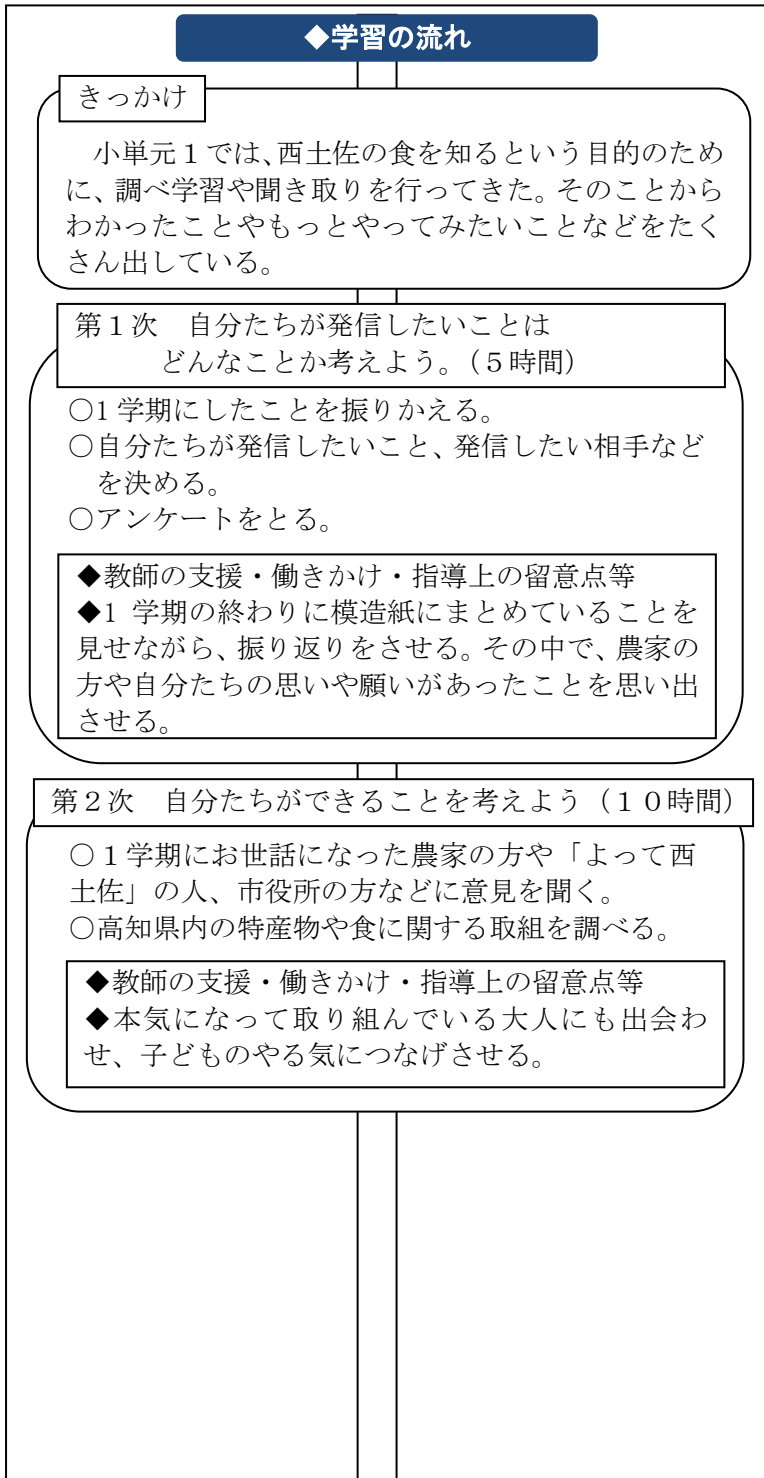 ◆学習の流れ
きっかけ
小単元1では、西土佐の食を知るという目的のため
に、調べ学習や聞き取りを行ってきた。そのことから
わかったことやもっとやってみたいことなどをたく
さん出している。
第1次　自分たちが発信したいことは
どんなことか考えよう。（5時間）
○1学期にしたことを振りかえる。
○自分たちが発信したいこと、発信したい相手など
を決める。
○アンケートをとる。
◆教師の支援・働きかけ・指導上の留意点等
◆1 学期の終わりに模造紙にまとめていることを
見せながら、振り返りをさせる。その中で、農家の
方や自分たちの思いや願いがあったことを思い出
させる。
第2次　自分たちができることを考えよう（10時間）
○1学期にお世話になった農家の方や「よって西
土佐」の人、市役所の方などに意見を聞く。
○高知県内の特産物や食に関する取組を調べる。
◆教師の支援・働きかけ・指導上の留意点等
◆本気になって取り組んでいる大人にも出会わ
せ、子どものやる気につなげさせる。